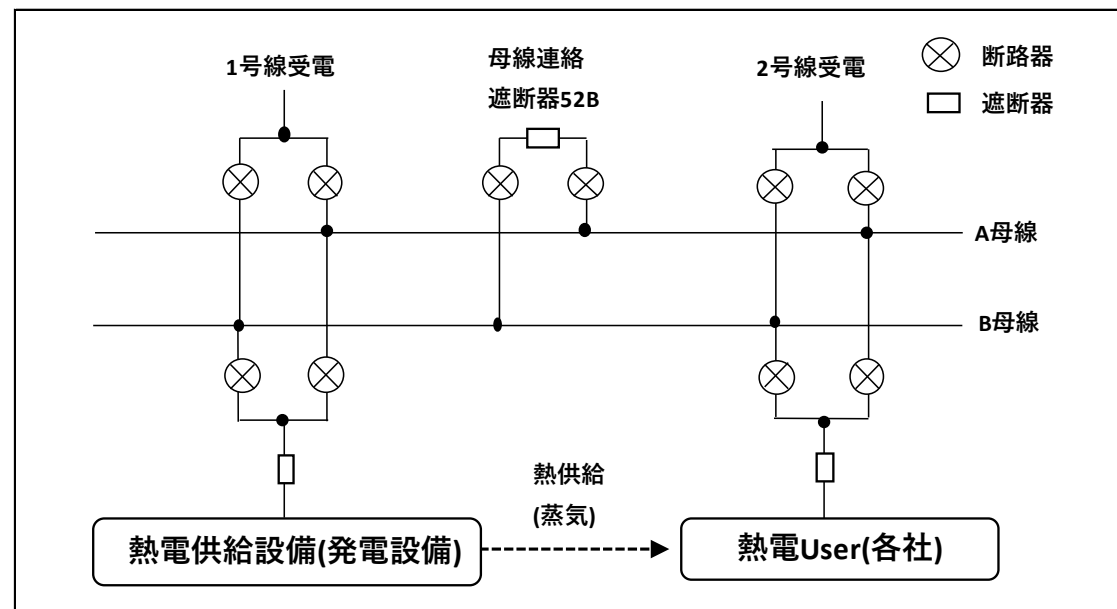 1号線受電
母線連絡
遮断器52B
2号線受電
断路器
遮断器
A母線
B母線
熱供給
(蒸気)
熱電供給設備(発電設備)
熱電User(各社)